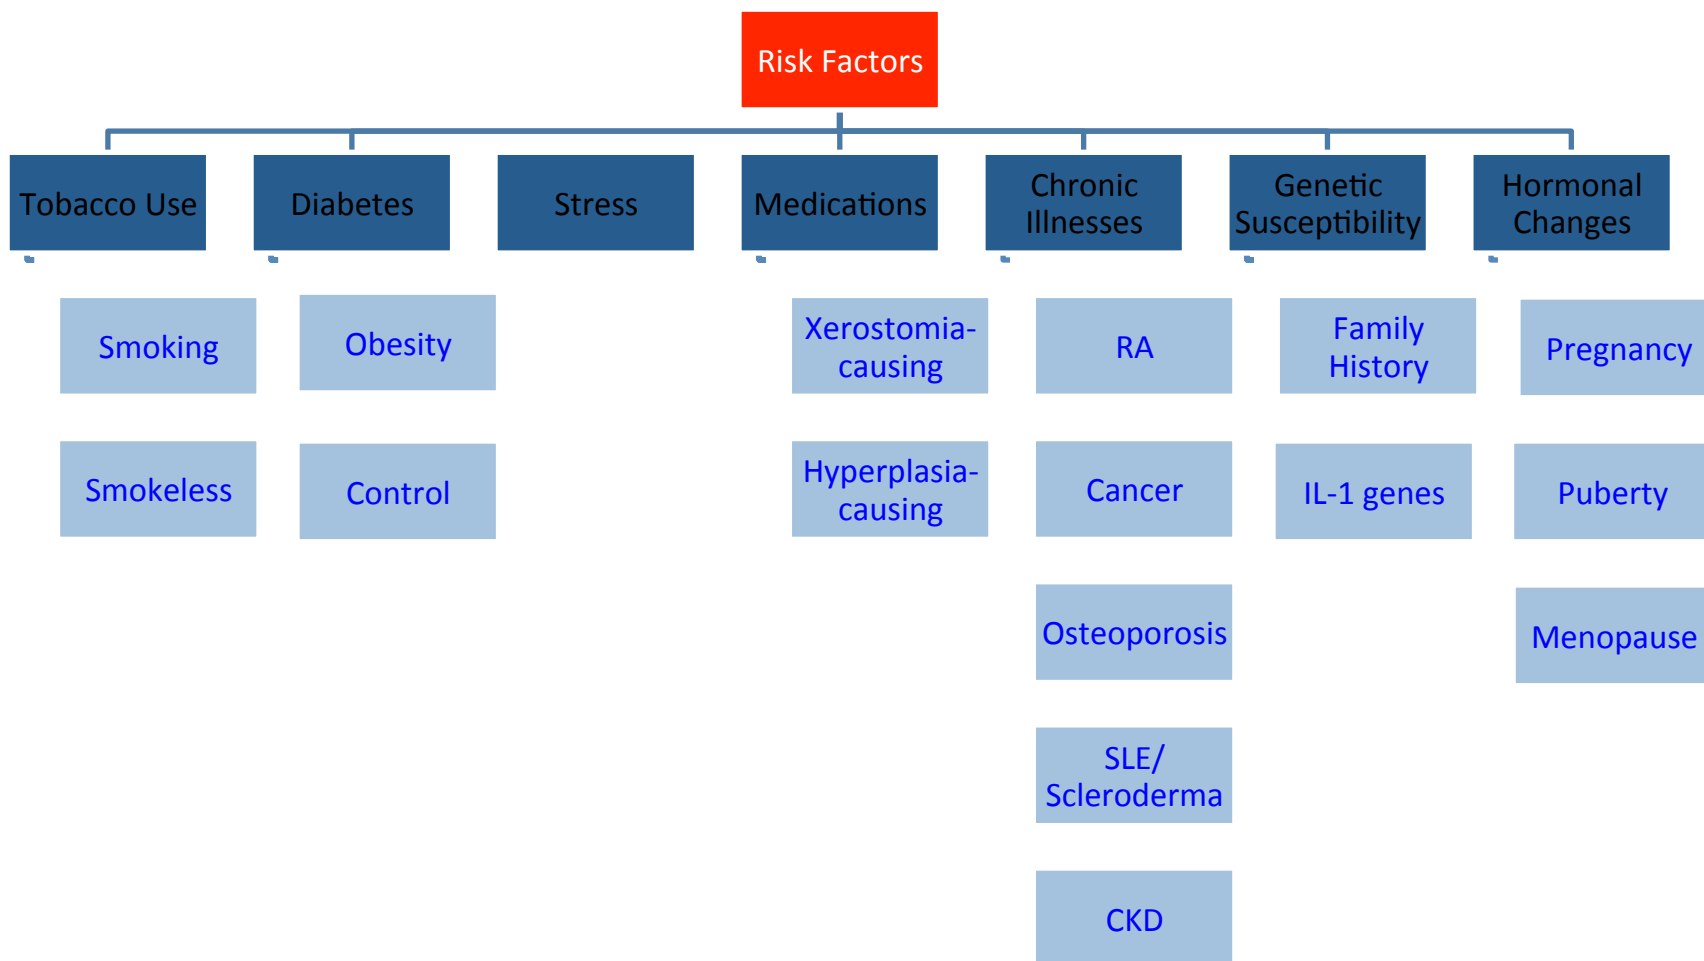 Risk Factors
Tobacco Use
Diabetes
Stress
Medications
Chronic
Illnesses
Genetic
Susceptibility
Hormonal
Changes
Smoking
Smokeless
Obesity
Control
Xerostomia-
causing
Hyperplasia-
causing
RA
Cancer
Osteoporosis
SLE/
Scleroderma
CKD
Family
History
IL-1 genes
Pregnancy
Puberty
Menopause